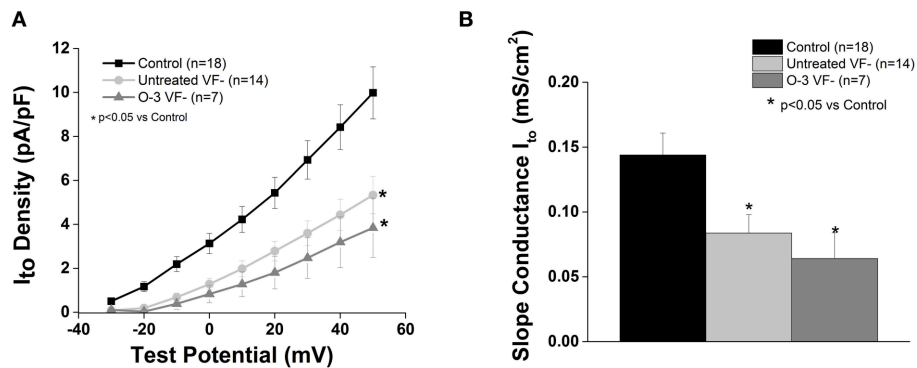 A
Ito Density (pA/pF)
12
10
8
6
4
2
0
Control (n=18)
Untreated VF- (n=14)
O-3 VF- (n=7)
* p<0.05 vs Control
*
*
-40
-20
0
20
40
60
Test Potential (mV)
B
Slope Conductance Ito (mS/cm²)
0.20
0.15
0.10
0.05
0.00
Control (n=18)
Untreated VF- (n=14)
O-3 VF- (n=7)
* p<0.05 vs Control
*
*